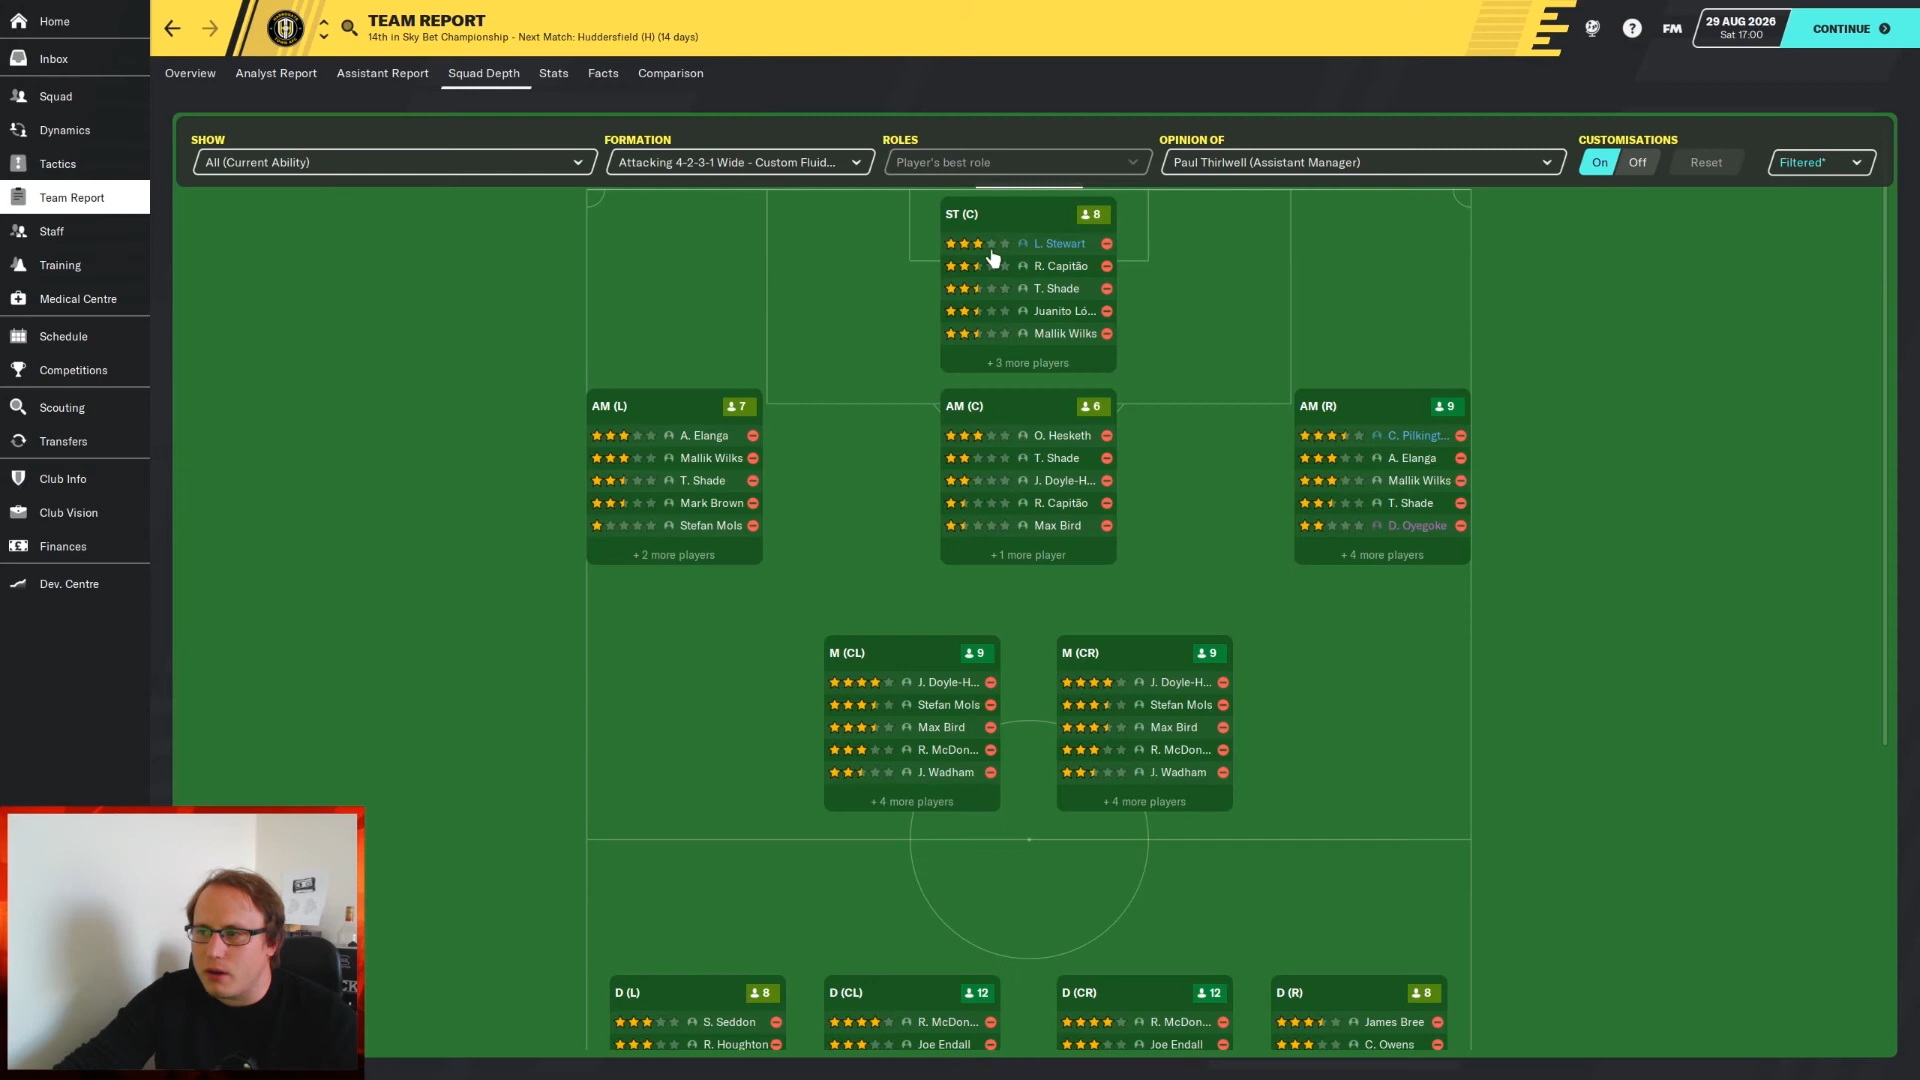 Home
Inbox
Squad
Dynamics
Tactics
Team Report
Staff
Training
Medical Centre
Schedule
Competitions
Scouting
Transfers
Club Info
Club Vision
Finances
Dev. Centre
TEAM REPORT
14th in Sky Bet Championship - Next Match: Huddersfield (H) (14 days)
FM
29 AUG 2026
Sat 17:00
CONTINUE
Overview
Analyst Report
Assistant Report
Squad Depth
Stats
Facts
Comparison
SHOW
All (Current Ability)
FORMATION
Attacking 4-2-3-1 Wide - Custom Fluid...
ROLES
Player's best role
OPINION OF
Paul Thirlwell (Assistant Manager)
CUSTOMISATIONS
On
Off
Reset
Filtered*
ST (C) 8
L. Stewart
R. Capitão
T. Shade
Juanito Ló...
Mallik Wilks
+ 3 more players
AM (L) 7
A. Elanga
Mallik Wilks
T. Shade
Mark Brown
Stefan Mols
+ 2 more players
AM (C) 6
O. Hesketh
T. Shade
J. Doyle-H...
R. Capitão
Max Bird
+ 1 more player
AM (R) 9
C. Pilkingt...
A. Elanga
Mallik Wilks
T. Shade
D. Oyegoke
+ 4 more players
M (CL) 9
J. Doyle-H...
Stefan Mols
Max Bird
R. McDon...
J. Wadham
+ 4 more players
M (CR) 9
J. Doyle-H...
Stefan Mols
Max Bird
R. McDon...
J. Wadham
+ 4 more players
D (L) 8
S. Seddon
R. Houghton
D (CL) 12
R. McDon...
Joe Endall
D (CR) 12
R. McDon...
Joe Endall
D (R) 8
James Bree
C. Owens